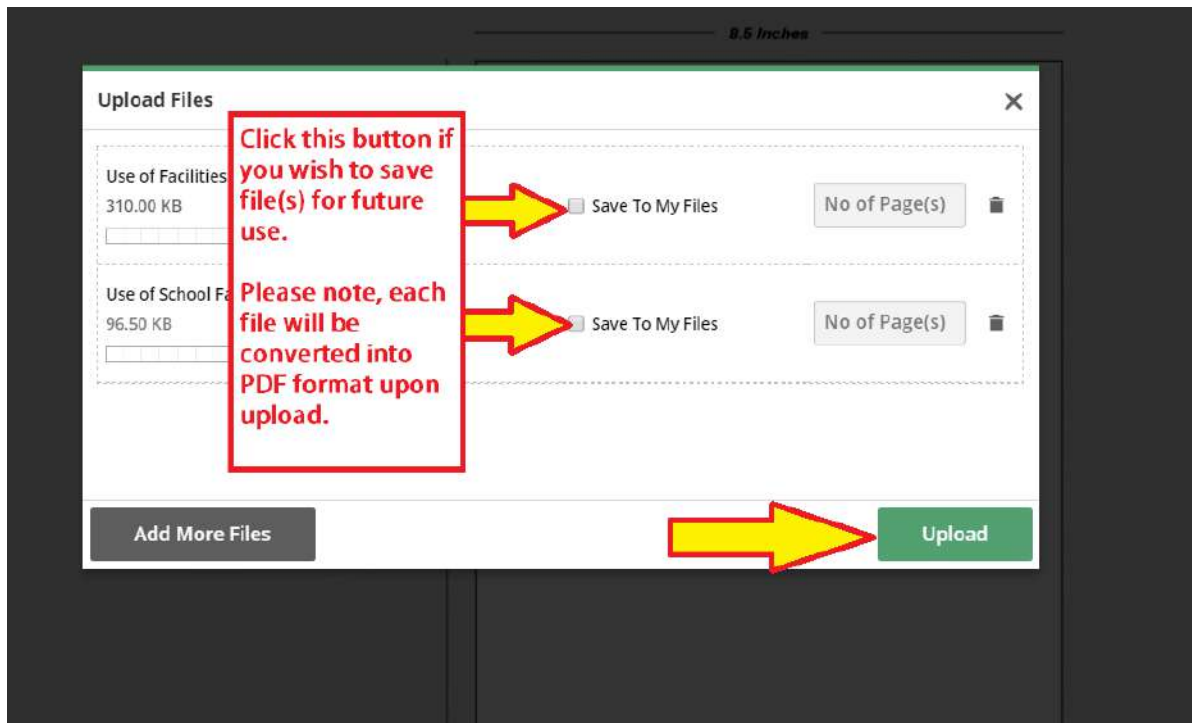 8.5 Inches
Upload Files
Click this button if
you wish to save
file(s) for future
use.
Please note, each
file will be
converted into
PDF format upon
upload.
Use of Facilities
310.00 KB
Save To My Files
No of Page(s)
Use of School
96.50 KB
Save To My Files
No of Page(s)
Add More Files
Upload